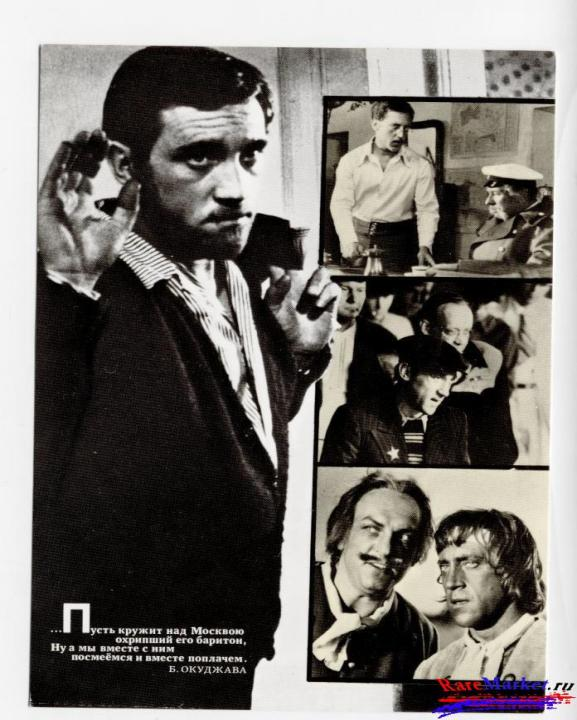 ...Пусть кружит над Москвою
охрипший его баритон,
Ну а мы вместе с ним
посмеёмся и вместе поплачем.
Б. ОКУДЖАВА
RareMarket.ru